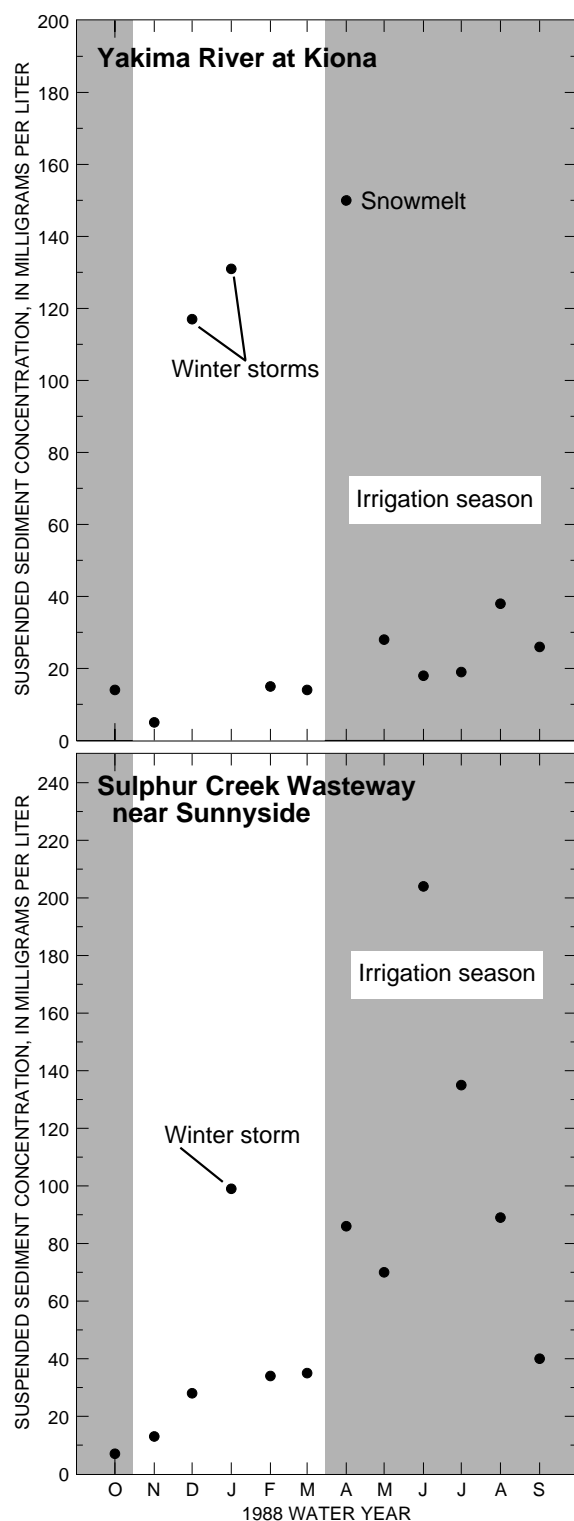 200
Yakima River at Kiona
180
160
Snowmelt
140
120
Winter storms
100
80
Irrigation season
60
40
20
0
SUSPENDED SEDIMENT CONCENTRATION, IN MILLIGRAMS PER LITER
240
Sulphur Creek Wasteway
near Sunnyside
220
200
180
Irrigation season
160
140
120
Winter storm
100
80
60
40
20
0
SUSPENDED SEDIMENT CONCENTRATION, IN MILLIGRAMS PER LITER
O N D J F M A M J J A S
1988 WATER YEAR